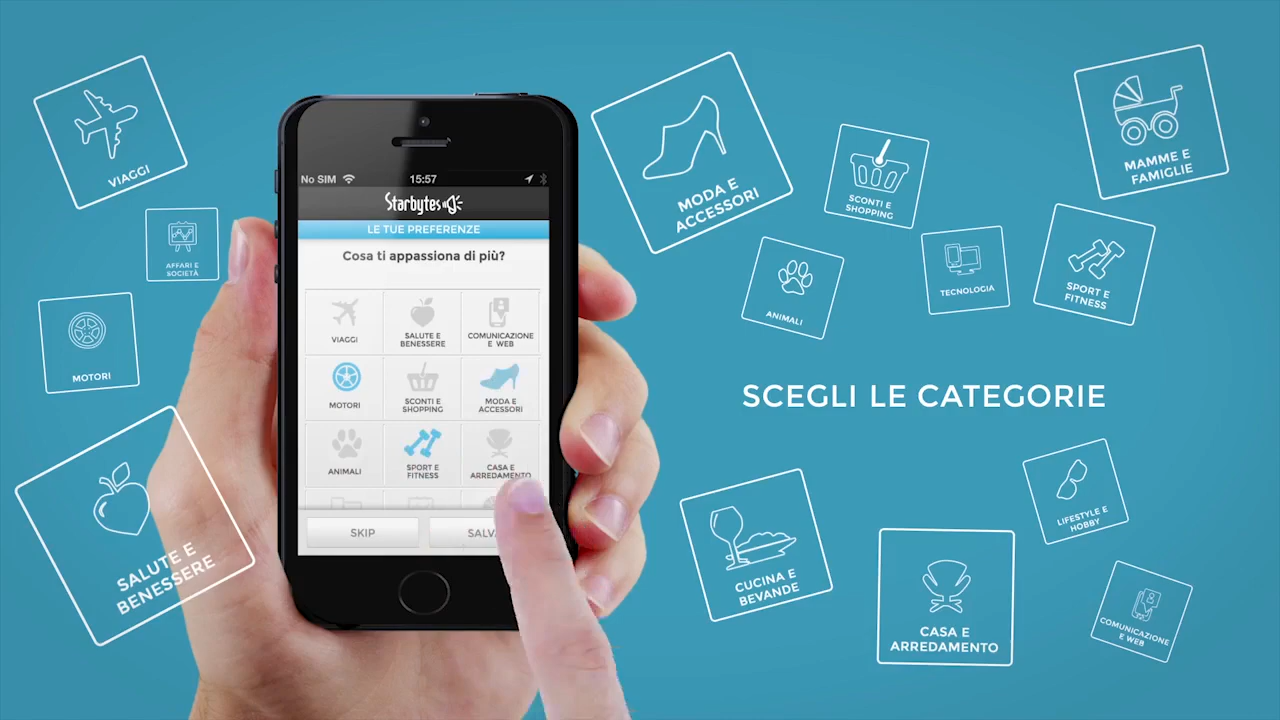 VIAGGI
AFFARI E
SOCIETÀ
MOTORI
SALUTE E
BENESSERE
No SIM
15:57
Starbytes
LE TUE PREFERENZE
Cosa ti appassiona di più?
VIAGGI
SALUTE E
BENESSERE
COMUNICAZIONE
E WEB
MOTORI
SCONTI E
SHOPPING
MODA E
ACCESSORI
ANIMALI
SPORT E
FITNESS
CASA E
ARREDAMENTO
SKIP
MODA E
ACCESSORI
SCONTI E
SHOPPING
MAMME E
FAMIGLIE
ANIMALI
TECNOLOGIA
SPORT E
FITNESS
SCEGLI LE CATEGORIE
CUCINA E
BEVANDE
CASA E
ARREDAMENTO
LIFESTYLE E
HOBBY
COMUNICAZIONE
E WEB